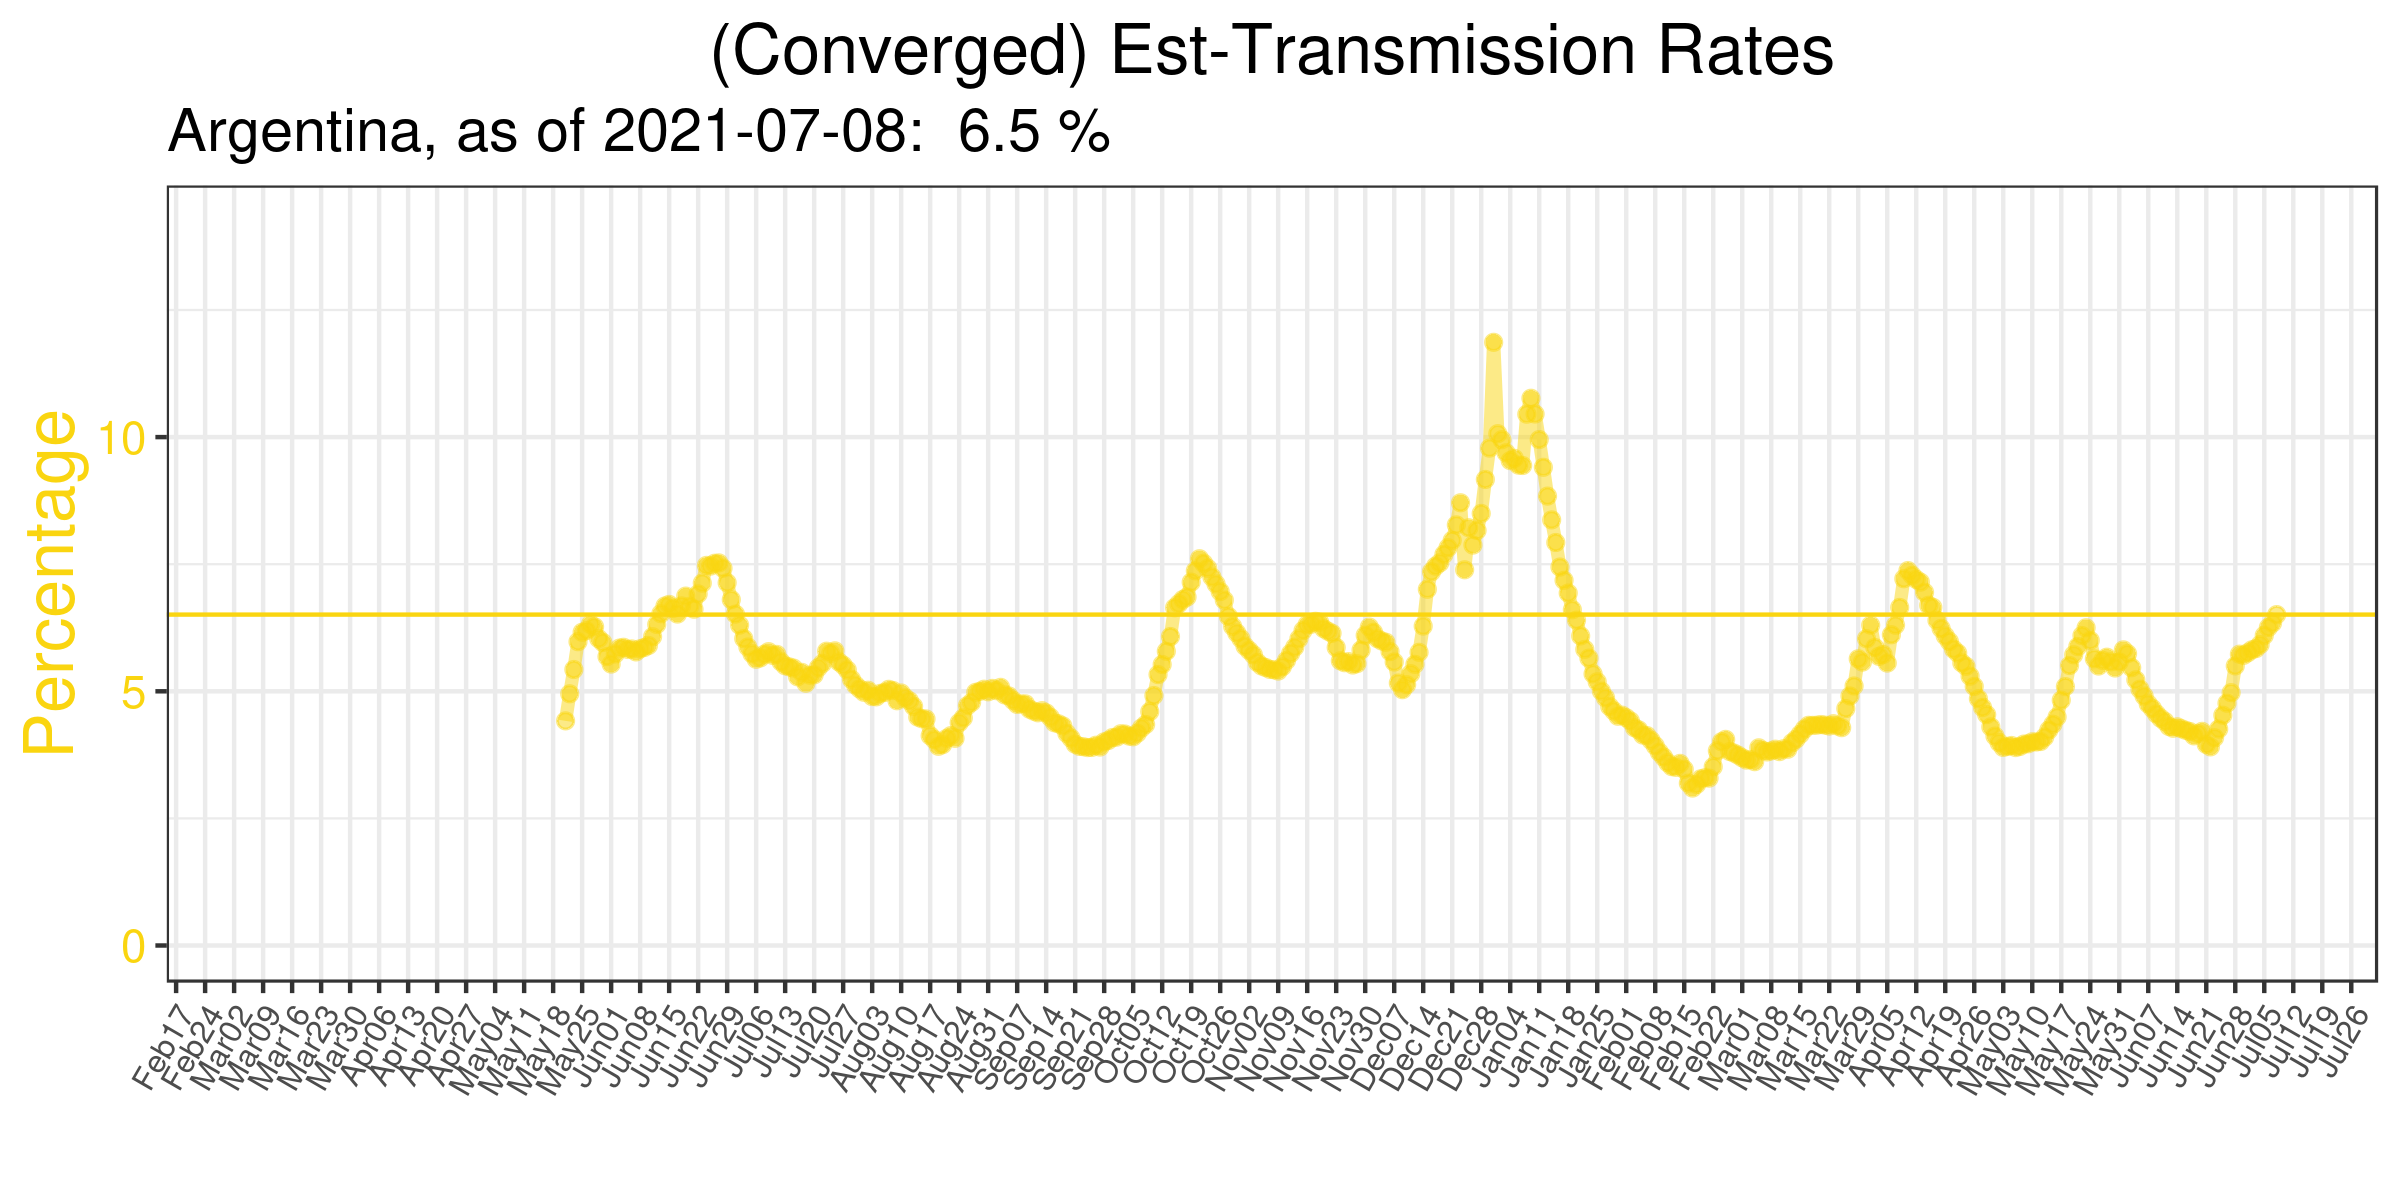 (Converged) Est-Transmission Rates
Argentina, as of 2021-07-08:  6.5 %
Percentage
10
5
0
Feb17
Feb24
Mar02
Mar09
Mar16
Mar23
Mar30
Apr06
Apr13
Apr20
Apr27
May04
May11
May18
May25
Jun01
Jun08
Jun15
Jun22
Jun29
Jul06
Jul13
Jul20
Jul27
Aug03
Aug10
Aug17
Aug24
Aug31
Sep07
Sep14
Sep21
Sep28
Oct05
Oct12
Oct19
Oct26
Nov02
Nov09
Nov16
Nov23
Nov30
Dec07
Dec14
Dec21
Dec28
Jan04
Jan11
Jan18
Jan25
Feb01
Feb08
Feb15
Feb22
Mar01
Mar08
Mar15
Mar22
Mar29
Apr05
Apr12
Apr19
Apr26
May03
May10
May17
May24
May31
Jun07
Jun14
Jun21
Jun28
Jul05
Jul12
Jul19
Jul26